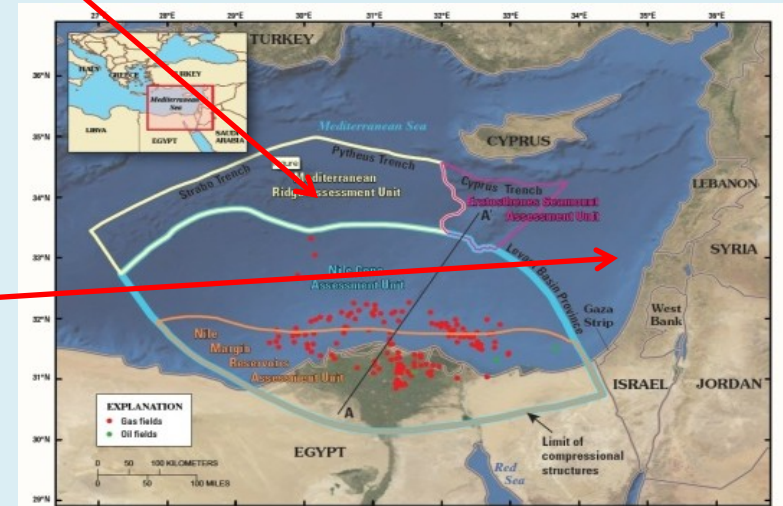 27°E
28°E
29°E
30°E
31°E
32°E
33°E
34°E
35°E
36°E
TURKEY
36°N
ITALY
GREECE
TURKEY
Mediterranean
Sea
LIBYA
EGYPT
SAUDI
ARABIA
35°N
Mediterranean Sea
CYPRUS
Pytheus Trench
Strabo Trench
Mediterranean
Ridge Assessment Unit
Cyprus Trench
Eratosthenes Seamount
Assessment Unit
LEBANON
34°N
A'
SYRIA
33°N
Nile Cone
Assessment Unit
Levant Basin Province
Gaza
Strip
West
Bank
32°N
Nile
Margin
Reservoirs
Assessment Unit
31°N
ISRAEL
JORDAN
EXPLANATION
Gas fields
Oil fields
A
30°N
0 50 100 KILOMETERS
0 50 100 MILES
EGYPT
Limit of
compressional
structures
Red
Sea
29°N